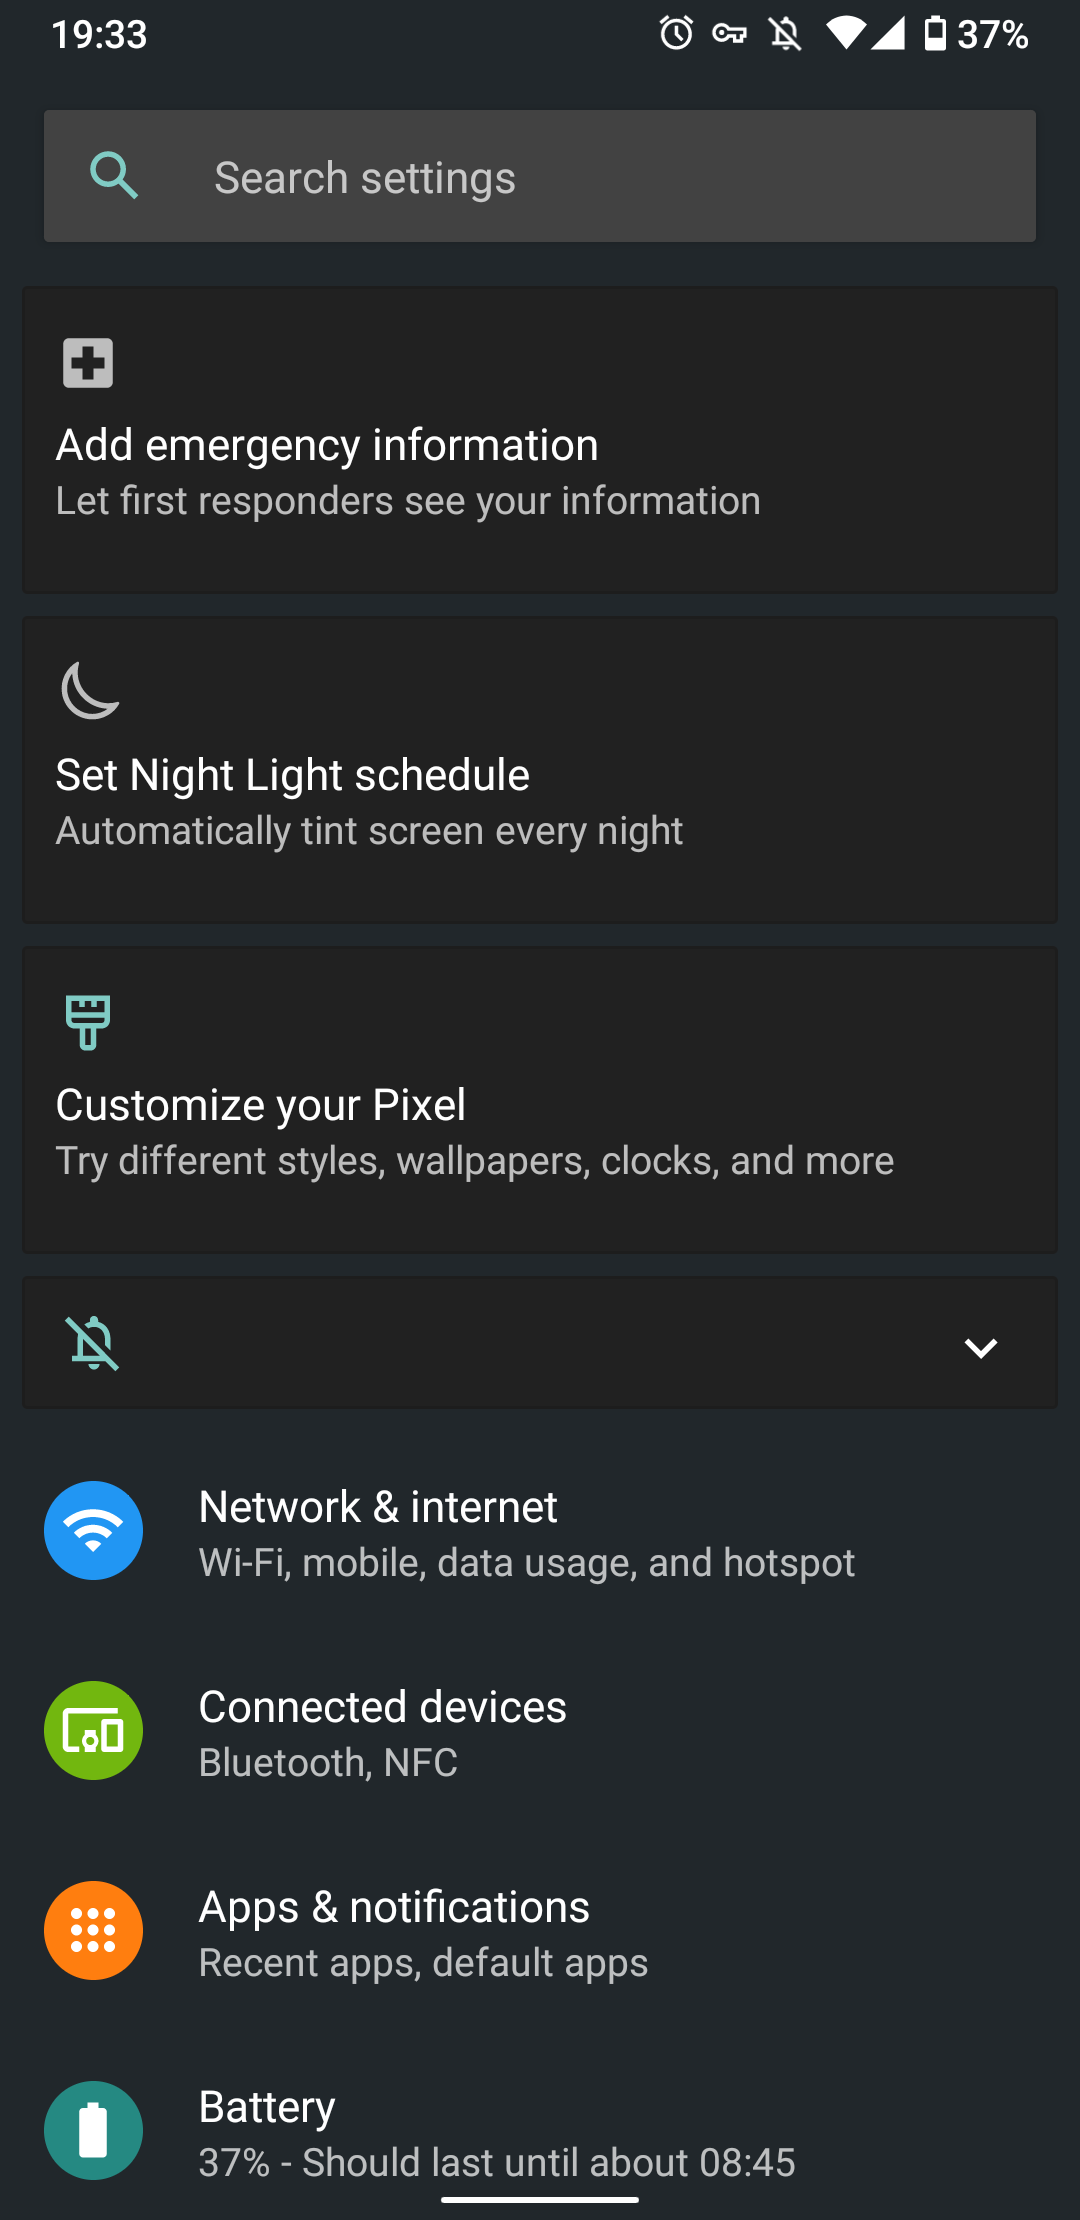 19:33
37%
Search settings
Add emergency information
Let first responders see your information
Set Night Light schedule
Automatically tint screen every night
Customize your Pixel
Try different styles, wallpapers, clocks, and more
Network & internet
Wi-Fi, mobile, data usage, and hotspot
Connected devices
Bluetooth, NFC
Apps & notifications
Recent apps, default apps
Battery
37% - Should last until about 08:45